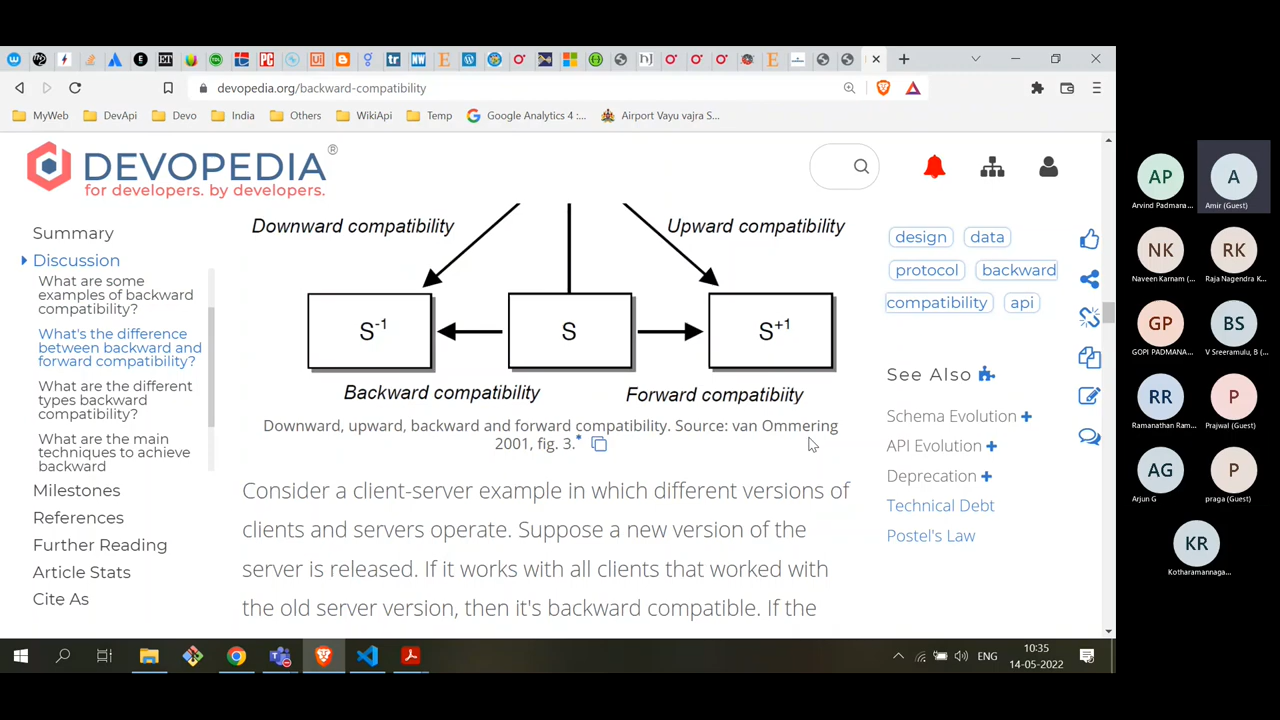 devopedia.org/backward-compatibility
MyWeb
DevApi
Devo
India
Others
WikiApi
Temp
Google Analytics 4 :...
Airport Vayu vajra S...
DEVOPEDIA®
for developers. by developers.
Summary
Discussion
What are some
examples of backward
compatibility?
What's the difference
between backward and
forward compatibility?
What are the different
types backward
compatibility?
What are the main
techniques to achieve
backward
Milestones
References
Further Reading
Article Stats
Cite As
Downward compatibility
Upward compatibility
S-1
S
S+1
Backward compatibility
Forward compatibiity
Downward, upward, backward and forward compatibility. Source: van Ommering
2001, fig. 3.*
Consider a client-server example in which different versions of
clients and servers operate. Suppose a new version of the
server is released. If it works with all clients that worked with
the old server version, then it's backward compatible. If the
design
data
protocol
backward
compatibility
api
See Also
Schema Evolution +
API Evolution +
Deprecation +
Technical Debt
Postel's Law
AP
Arvind Padmana...
A
Amir (Guest)
NK
Naveen Karnam (...
RK
Raja Nagendra K...
GP
GOPI PADMANA...
BS
V Sreeramulu, B (...
RR
Ramanathan Ram...
P
Prajwal (Guest)
AG
Arjun G
P
praga (Guest)
KR
Kotharamannaga...
ENG
10:35
14-05-2022